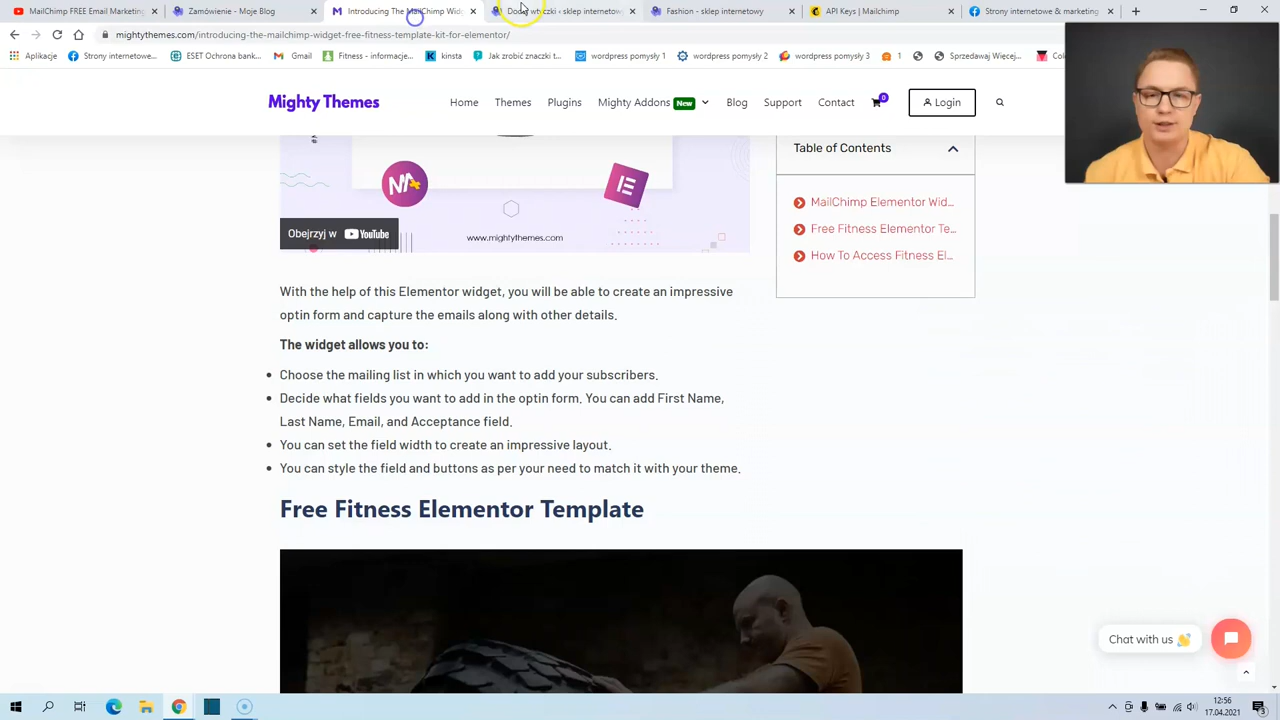 MailChimp FREE Email Marketing
Zamówienie - Moje Blog
Introducing The MailChimp Widg
sklep internetow
Fashion - sklep internetowy
API Keys | Mailchimp
Strony internetowe & marketing
mightythemes.com/introducing-the-mailchimp-widget-free-fitness-template-kit-for-elementor/
Aplikacje
Strony internetowe...
ESET Ochrona bank...
Gmail
Fitness - informacje...
kinsta
Jak zrobić znaczki t...
wordpress pomysły 1
wordpress pomysły 2
wordpress pomysły 3
1
Sprzedawaj Więcej...
Mighty Themes
Home
Themes
Plugins
Mighty Addons New
Blog
Support
Contact
0
Login
Table of Contents
MailChimp Elementor Wid...
Free Fitness Elementor Te...
How To Access Fitness El...
Obejrzyj w YouTube
www.mightythemes.com
With the help of this Elementor widget, you will be able to create an impressive
optin form and capture the emails along with other details.
The widget allows you to:
Choose the mailing list in which you want to add your subscribers.
Decide what fields you want to add in the optin form. You can add First Name,
Last Name, Email, and Acceptance field.
You can set the field width to create an impressive layout.
You can style the field and buttons as per your need to match it with your theme.
Free Fitness Elementor Template
Chat with us
12:56
17.04.2021
3